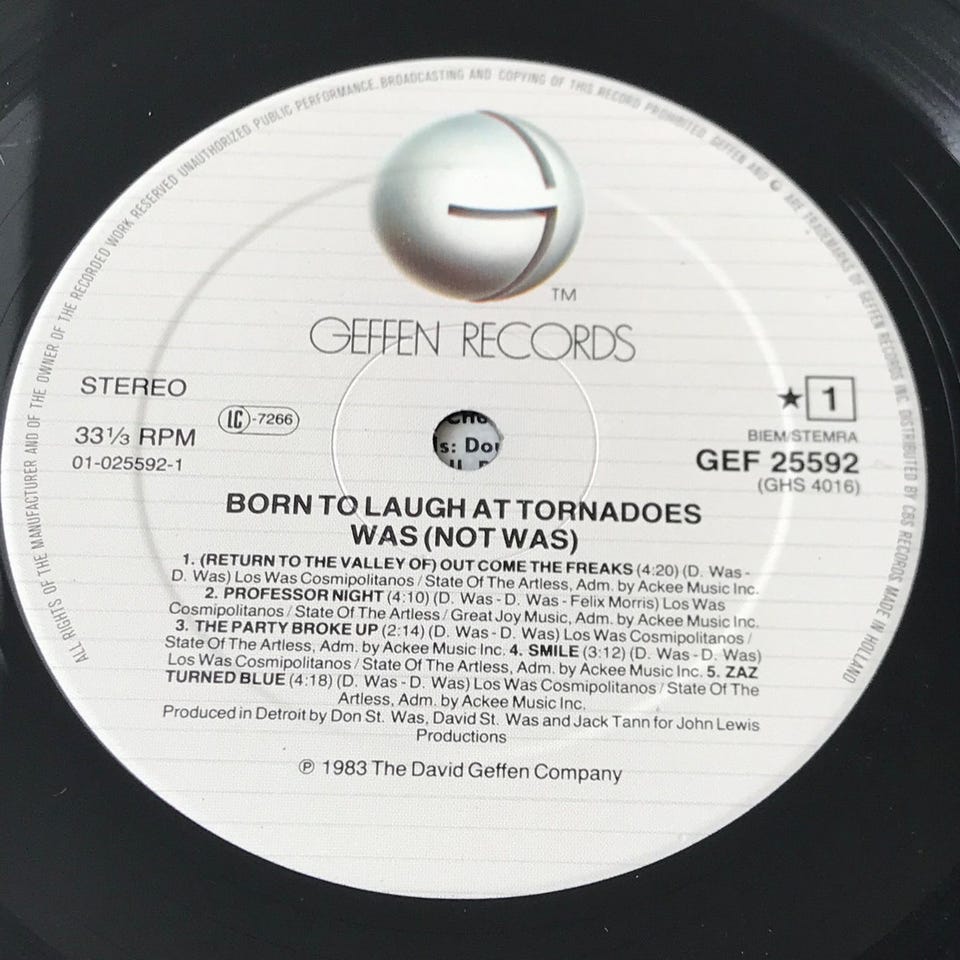 ALL RIGHTS OF THE MANUFACTURER AND OF THE OWNER OF THE RECORDED WORK RESERVED UNAUTHORIZED PUBLIC PERFORMANCE. BROADCASTING AND COPYING OF THIS RECORD PROHIBITED. GEFFEN AND G ARE TRADEMARKS OF GEFFEN RECORDS INC. DISTRIBUTED BY CBS RECORDS. MADE IN HOLLAND
TM
GEFFEN RECORDS
STEREO
LC-7266
33 1/3 RPM
01-025592-1
★ 1
BIEM/STEMRA
GEF 25592
(GHS 4016)
ls: Do
BORN TO LAUGH AT TORNADOES
WAS (NOT WAS)
1. (RETURN TO THE VALLEY OF) OUT COME THE FREAKS (4:20) (D. Was -
D. Was) Los Was Cosmipolitanos / State Of The Artless, Adm. by Ackee Music Inc.
2. PROFESSOR NIGHT (4:10) (D. Was - D. Was - Felix Morris) Los Was
Cosmipolitanos / State Of The Artless / Great Joy Music, Adm. by Ackee Music Inc.
3. THE PARTY BROKE UP (2:14) (D. Was - D. Was) Los Was Cosmipolitanos /
State Of The Artless, Adm. by Ackee Music Inc. 4. SMILE (3:12) (D. Was - D. Was)
Los Was Cosmipolitanos / State Of The Artless, Adm. by Ackee Music Inc. 5. ZAZ
TURNED BLUE (4:18) (D. Was - D. Was) Los Was Cosmipolitanos / State Of The
Artless, Adm. by Ackee Music Inc.
Produced in Detroit by Don St. Was, David St. Was and Jack Tann for John Lewis
Productions
℗ 1983 The David Geffen Company